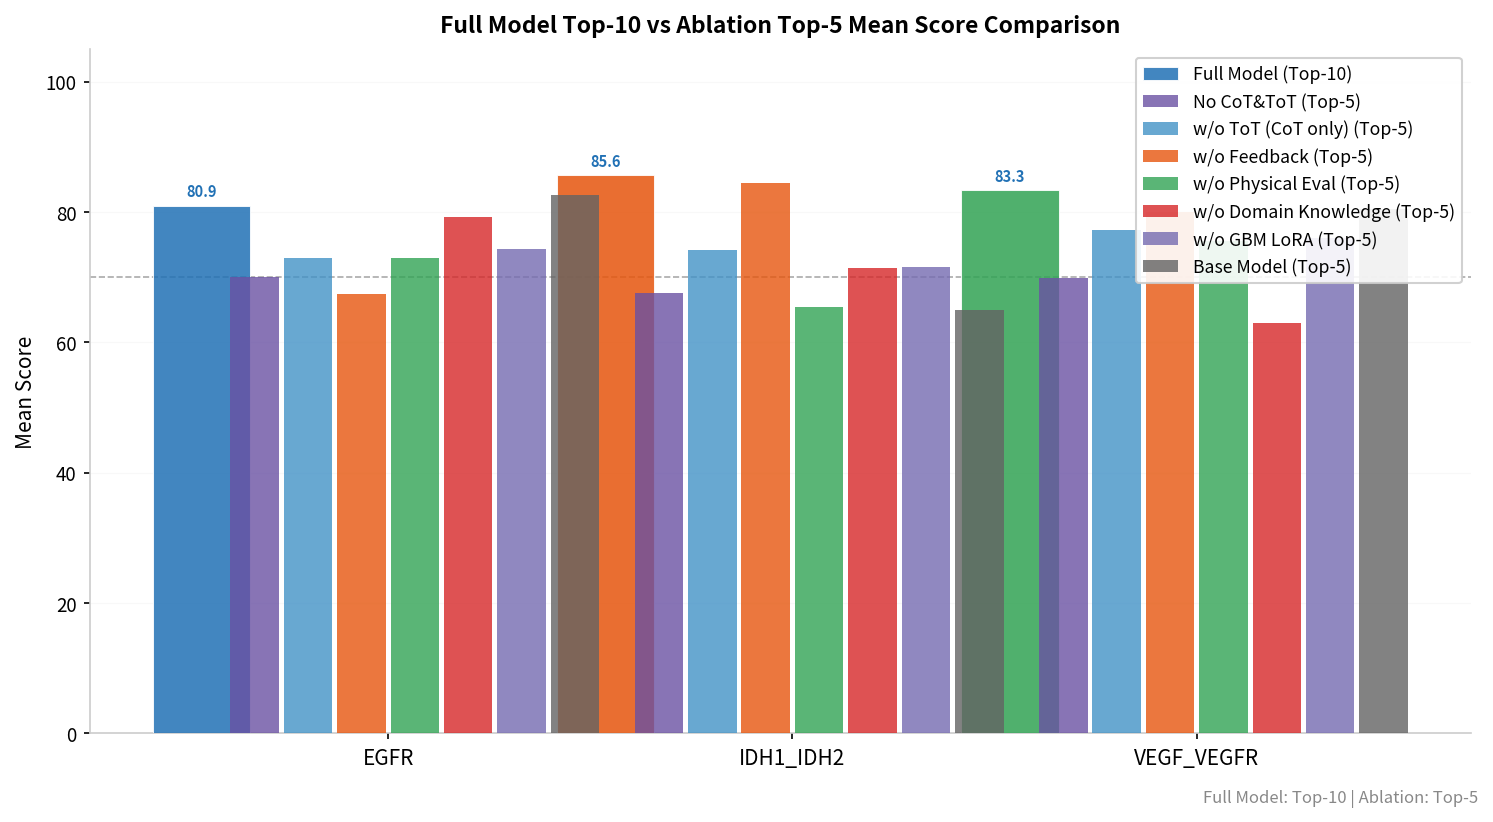 Full Model Top-10 vs Ablation Top-5 Mean Score Comparison
Mean Score
100
80
60
40
20
0
80.9
85.6
83.3
Full Model (Top-10)
No CoT&ToT (Top-5)
w/o ToT (CoT only) (Top-5)
w/o Feedback (Top-5)
w/o Physical Eval (Top-5)
w/o Domain Knowledge (Top-5)
w/o GBM LoRA (Top-5)
Base Model (Top-5)
EGFR
IDH1_IDH2
VEGF_VEGFR
Full Model: Top-10 | Ablation: Top-5